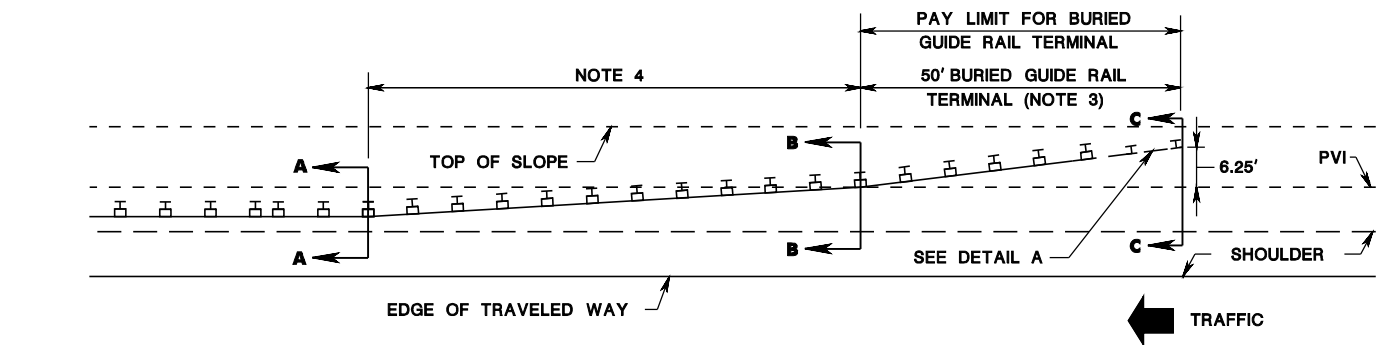 PAY LIMIT FOR BURIED
GUIDE RAIL TERMINAL
NOTE 4
50' BURIED GUIDE RAIL
TERMINAL (NOTE 3)
C
B
A
TOP OF SLOPE
6.25'
PVI
A
B
C
SEE DETAIL A
SHOULDER
EDGE OF TRAVELED WAY
TRAFFIC